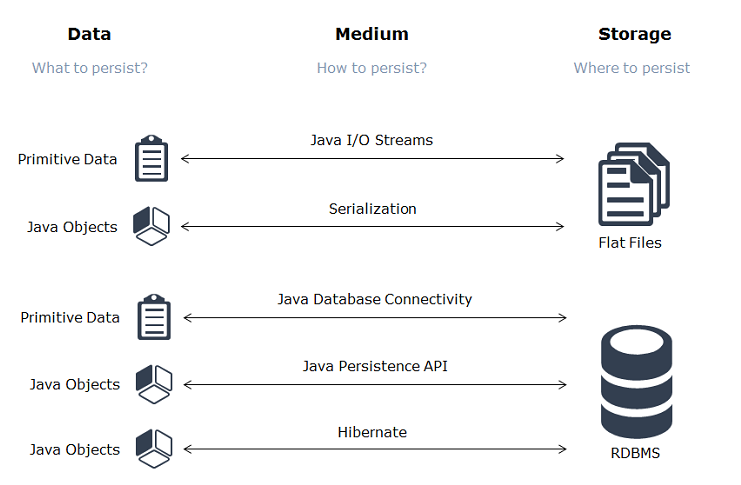 Data
Medium
Storage
What to persist?
How to persist?
Where to persist
Primitive Data
Java I/O Streams
Java Objects
Serialization
Flat Files
Primitive Data
Java Database Connectivity
Java Objects
Java Persistence API
Java Objects
Hibernate
RDBMS